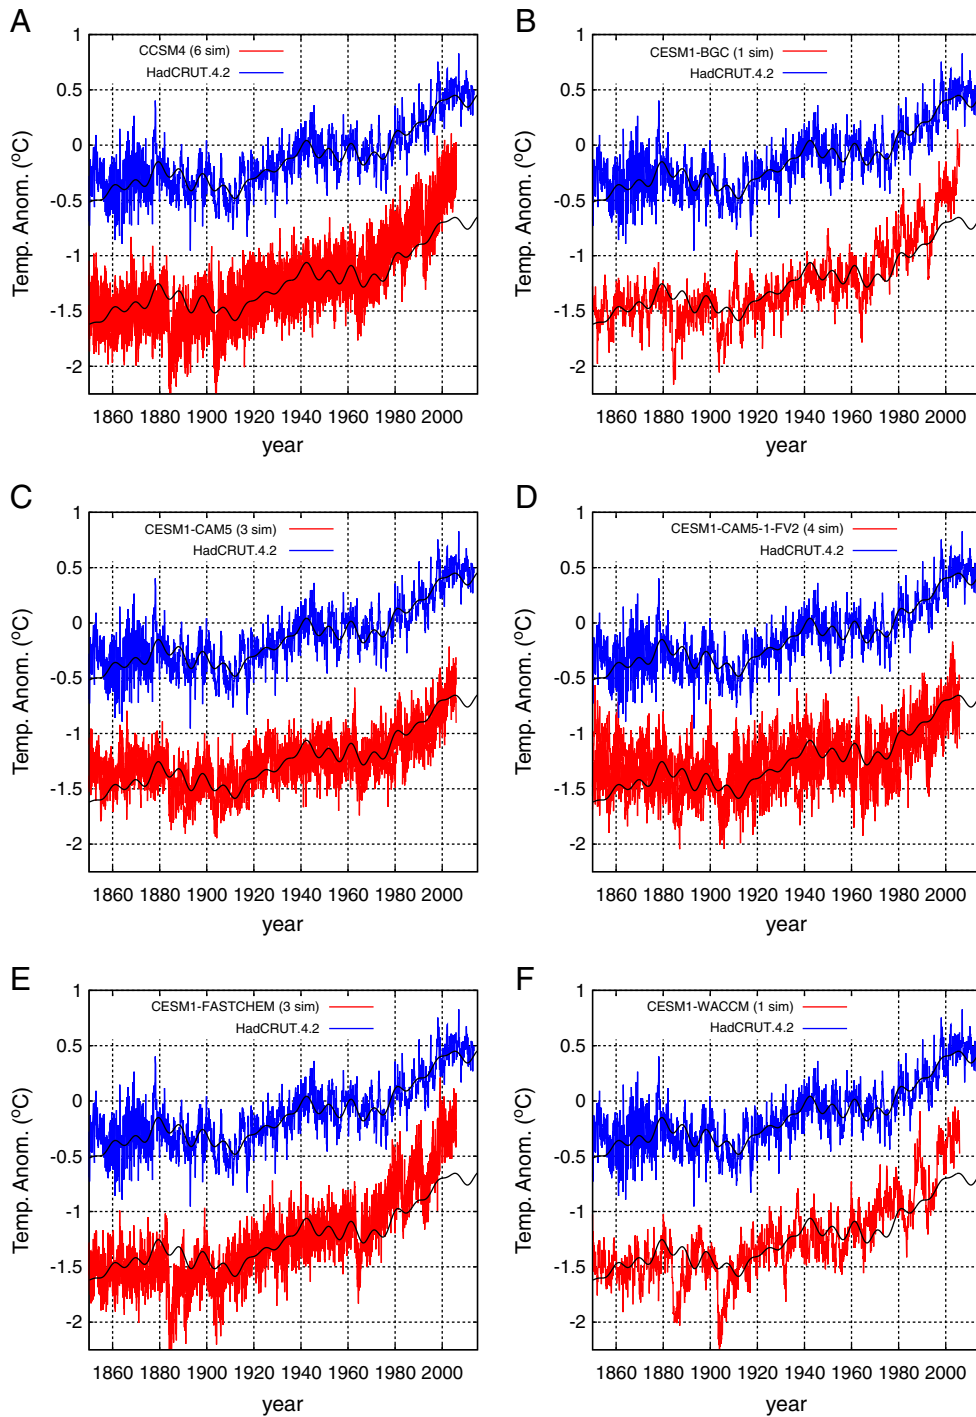 A
B
1
0.5
0
-0.5
-1
-1.5
-2
Temp. Anom. (ºC)
CCSM4 (6 sim)
HadCRUT.4.2
1860 1880 1900 1920 1940 1960 1980 2000
year
1
0.5
0
-0.5
-1
-1.5
-2
Temp. Anom. (ºC)
CESM1-BGC (1 sim)
HadCRUT.4.2
1860 1880 1900 1920 1940 1960 1980 2000
year
C
D
1
0.5
0
-0.5
-1
-1.5
-2
Temp. Anom. (ºC)
CESM1-CAM5 (3 sim)
HadCRUT.4.2
1860 1880 1900 1920 1940 1960 1980 2000
year
1
0.5
0
-0.5
-1
-1.5
-2
Temp. Anom. (ºC)
CESM1-CAM5-1-FV2 (4 sim)
HadCRUT.4.2
1860 1880 1900 1920 1940 1960 1980 2000
year
E
F
1
0.5
0
-0.5
-1
-1.5
-2
Temp. Anom. (ºC)
CESM1-FASTCHEM (3 sim)
HadCRUT.4.2
1860 1880 1900 1920 1940 1960 1980 2000
year
1
0.5
0
-0.5
-1
-1.5
-2
Temp. Anom. (ºC)
CESM1-WACCM (1 sim)
HadCRUT.4.2
1860 1880 1900 1920 1940 1960 1980 2000
year